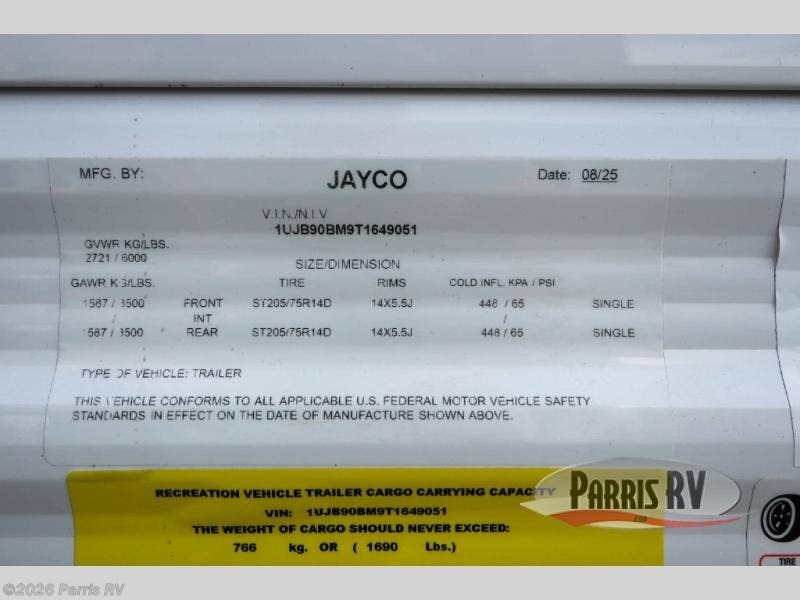 MFG. BY: JAYCO Date: 08/25
V.I.N./N.I.V
1UJB90BM9T1649051
GVWR KG/LBS.
2721 / 6000
SIZE/DIMENSION
GAWR KG/LBS. TIRE RIMS COLD INFL. KPA / PSI
1587 / 3500 FRONT ST205/75R14D 14X5.5J 448 / 65 SINGLE
/ INT /
1587 / 3500 REAR ST205/75R14D 14X5.5J 448 / 65 SINGLE
TYPE OF VEHICLE: TRAILER
THIS VEHICLE CONFORMS TO ALL APPLICABLE U.S. FEDERAL MOTOR VEHICLE SAFETY
STANDARDS IN EFFECT ON THE DATE OF MANUFACTURE SHOWN ABOVE.
RECREATION VEHICLE TRAILER CARGO CARRYING CAPACITY
VIN: 1UJB90BM9T1649051
THE WEIGHT OF CARGO SHOULD NEVER EXCEED:
766 kg. OR ( 1690 Lbs.)
PARRIS RV
TIRE
©2026 Parris RV